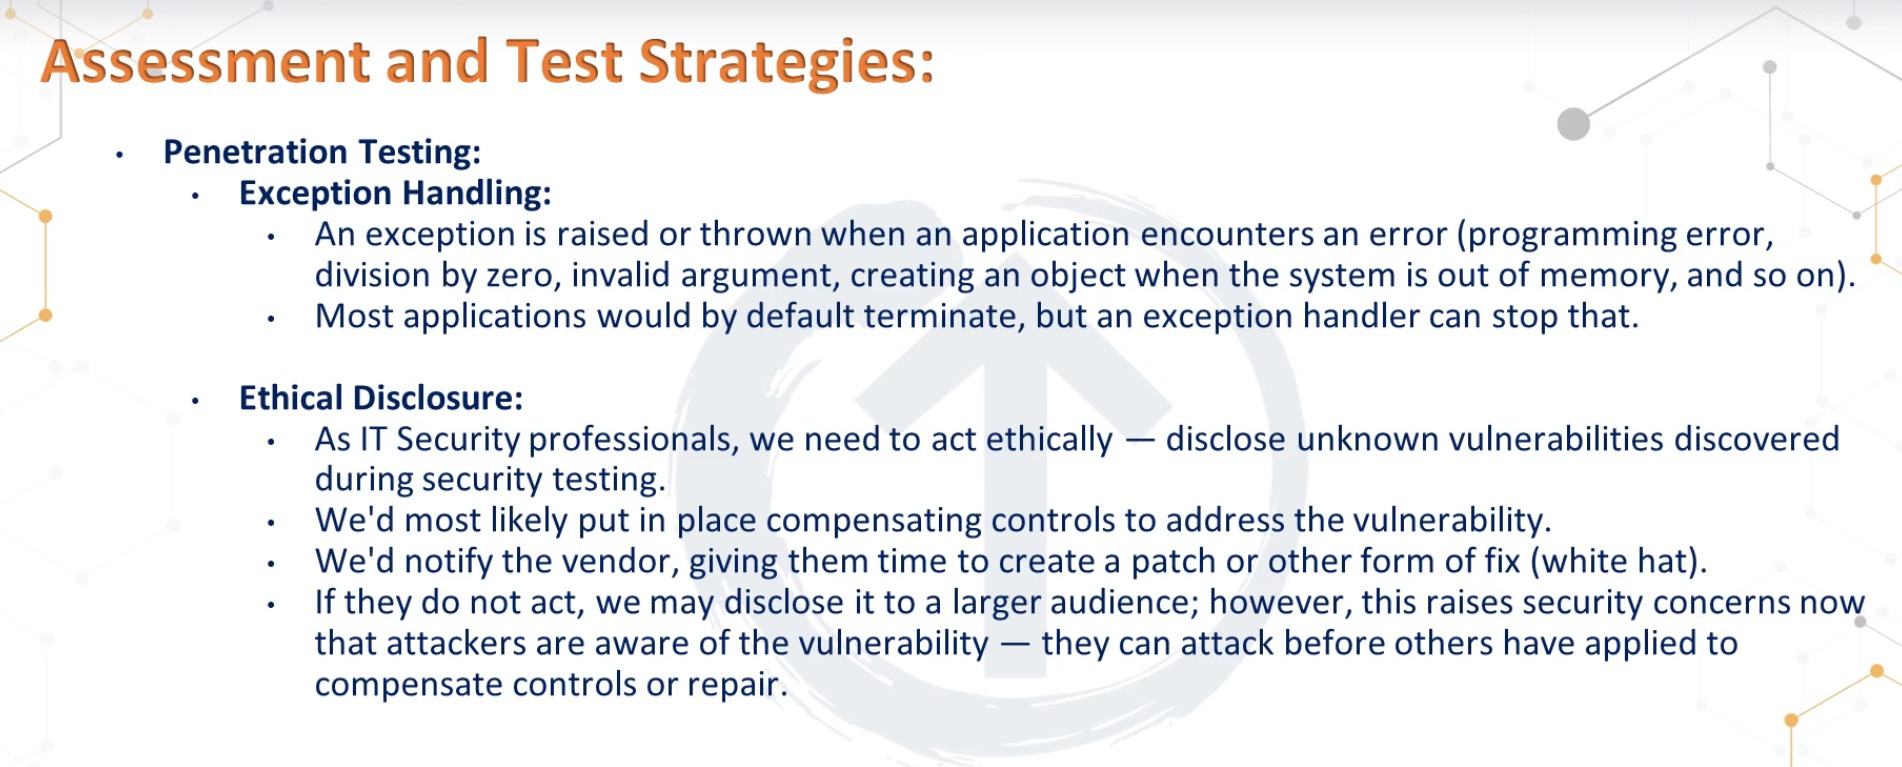 Assessment and Test Strategies:
• Penetration Testing:
• Exception Handling:
• An exception is raised or thrown when an application encounters an error (programming error,
division by zero, invalid argument, creating an object when the system is out of memory, and so on).
• Most applications would by default terminate, but an exception handler can stop that.
• Ethical Disclosure:
• As IT Security professionals, we need to act ethically — disclose unknown vulnerabilities discovered
during security testing.
• We'd most likely put in place compensating controls to address the vulnerability.
• We'd notify the vendor, giving them time to create a patch or other form of fix (white hat).
• If they do not act, we may disclose it to a larger audience; however, this raises security concerns now
that attackers are aware of the vulnerability — they can attack before others have applied to
compensate controls or repair.